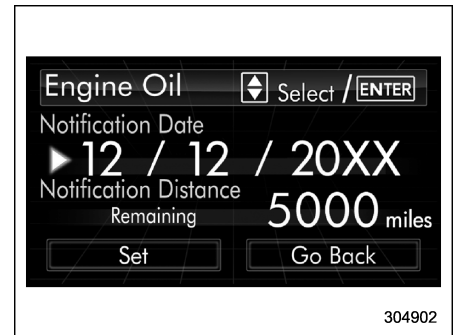 Engine Oil Select / ENTER
Notification Date
12 / 12 / 20XX
Notification Distance
Remaining 5000 miles
Set Go Back
304902